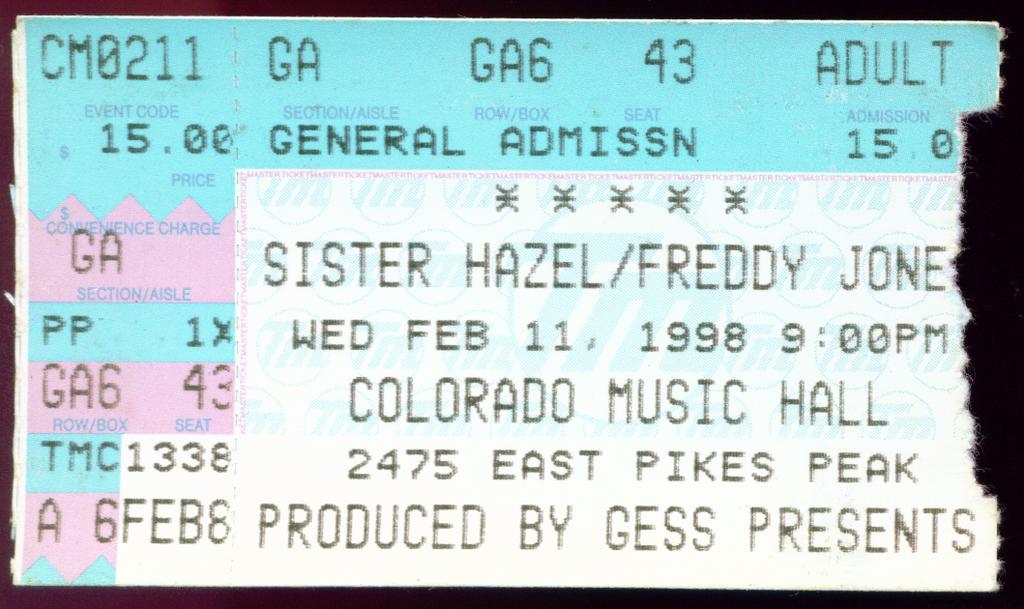 CM0211 GA GA6 43 ADULT
EVENT CODE SECTION/AISLE ROW/BOX SEAT ADMISSION
$ 15.00 GENERAL ADMISSN 15.0
PRICE
* * * * *
$
CONVENIENCE CHARGE
GA SISTER HAZEL/FREDDY JONE
SECTION/AISLE
PP 1X WED FEB 11, 1998 9:00PM
GA6 43 COLORADO MUSIC HALL
ROW/BOX SEAT
TMC1338 2475 EAST PIKES PEAK
A 6FEB8 PRODUCED BY GESS PRESENTS